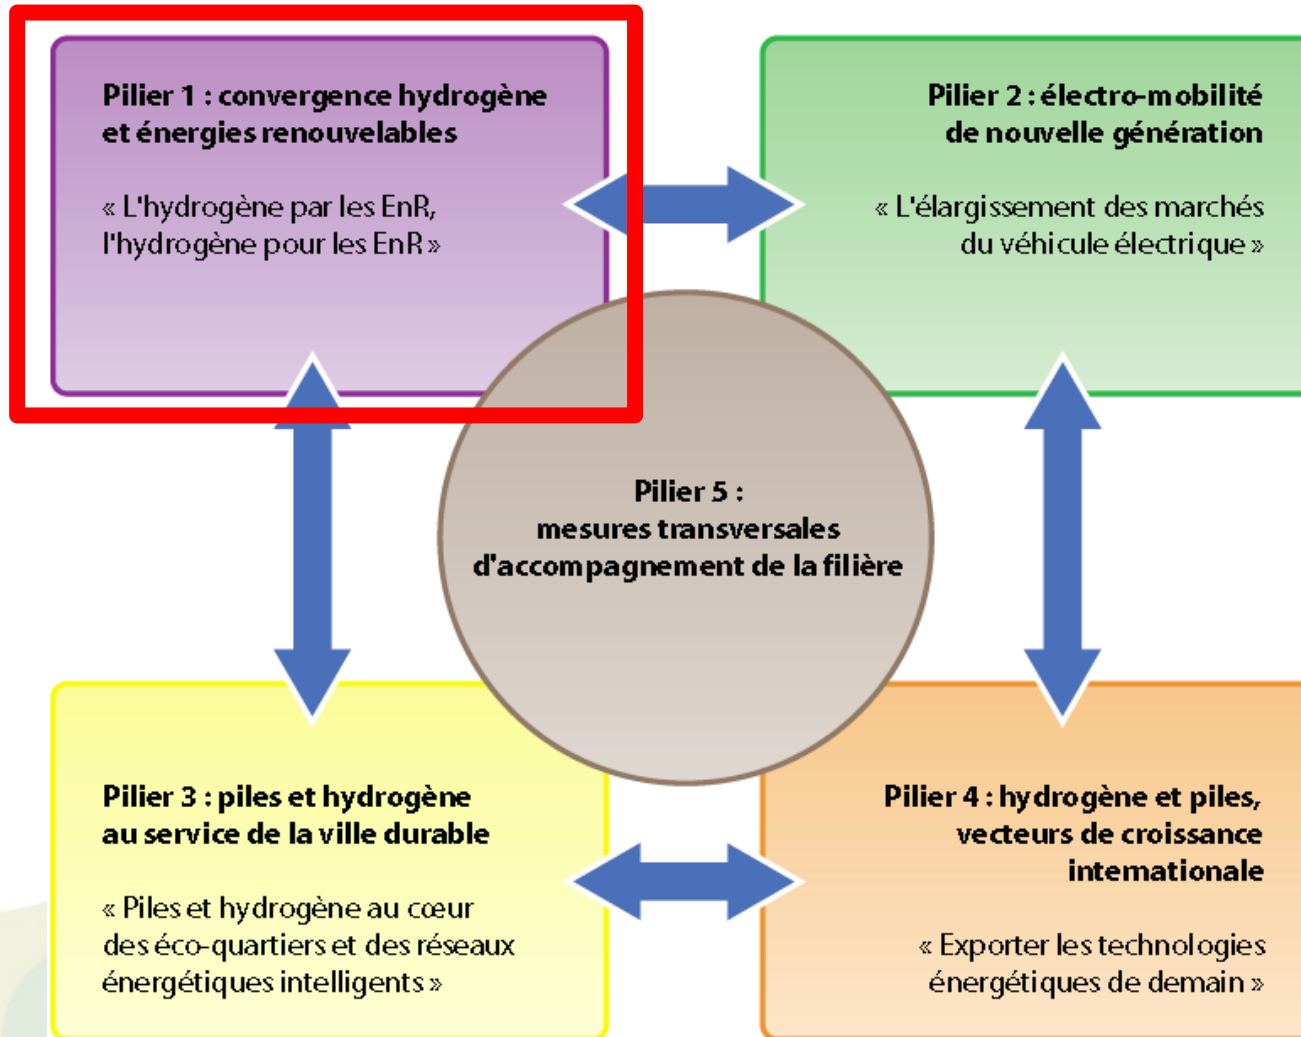 Pilier 1 : convergence hydrogène
et énergies renouvelables
« L'hydrogène par les EnR,
l'hydrogène pour les EnR »
Pilier 2 : électro-mobilité
de nouvelle génération
« L'élargissement des marchés
du véhicule électrique »
Pilier 5 :
mesures transversales
d'accompagnement de la filière
Pilier 3 : piles et hydrogène
au service de la ville durable
« Piles et hydrogène au cœur
des éco-quartiers et des réseaux
énergétiques intelligents »
Pilier 4 : hydrogène et piles,
vecteurs de croissance
internationale
« Exporter les technologies
énergétiques de demain »